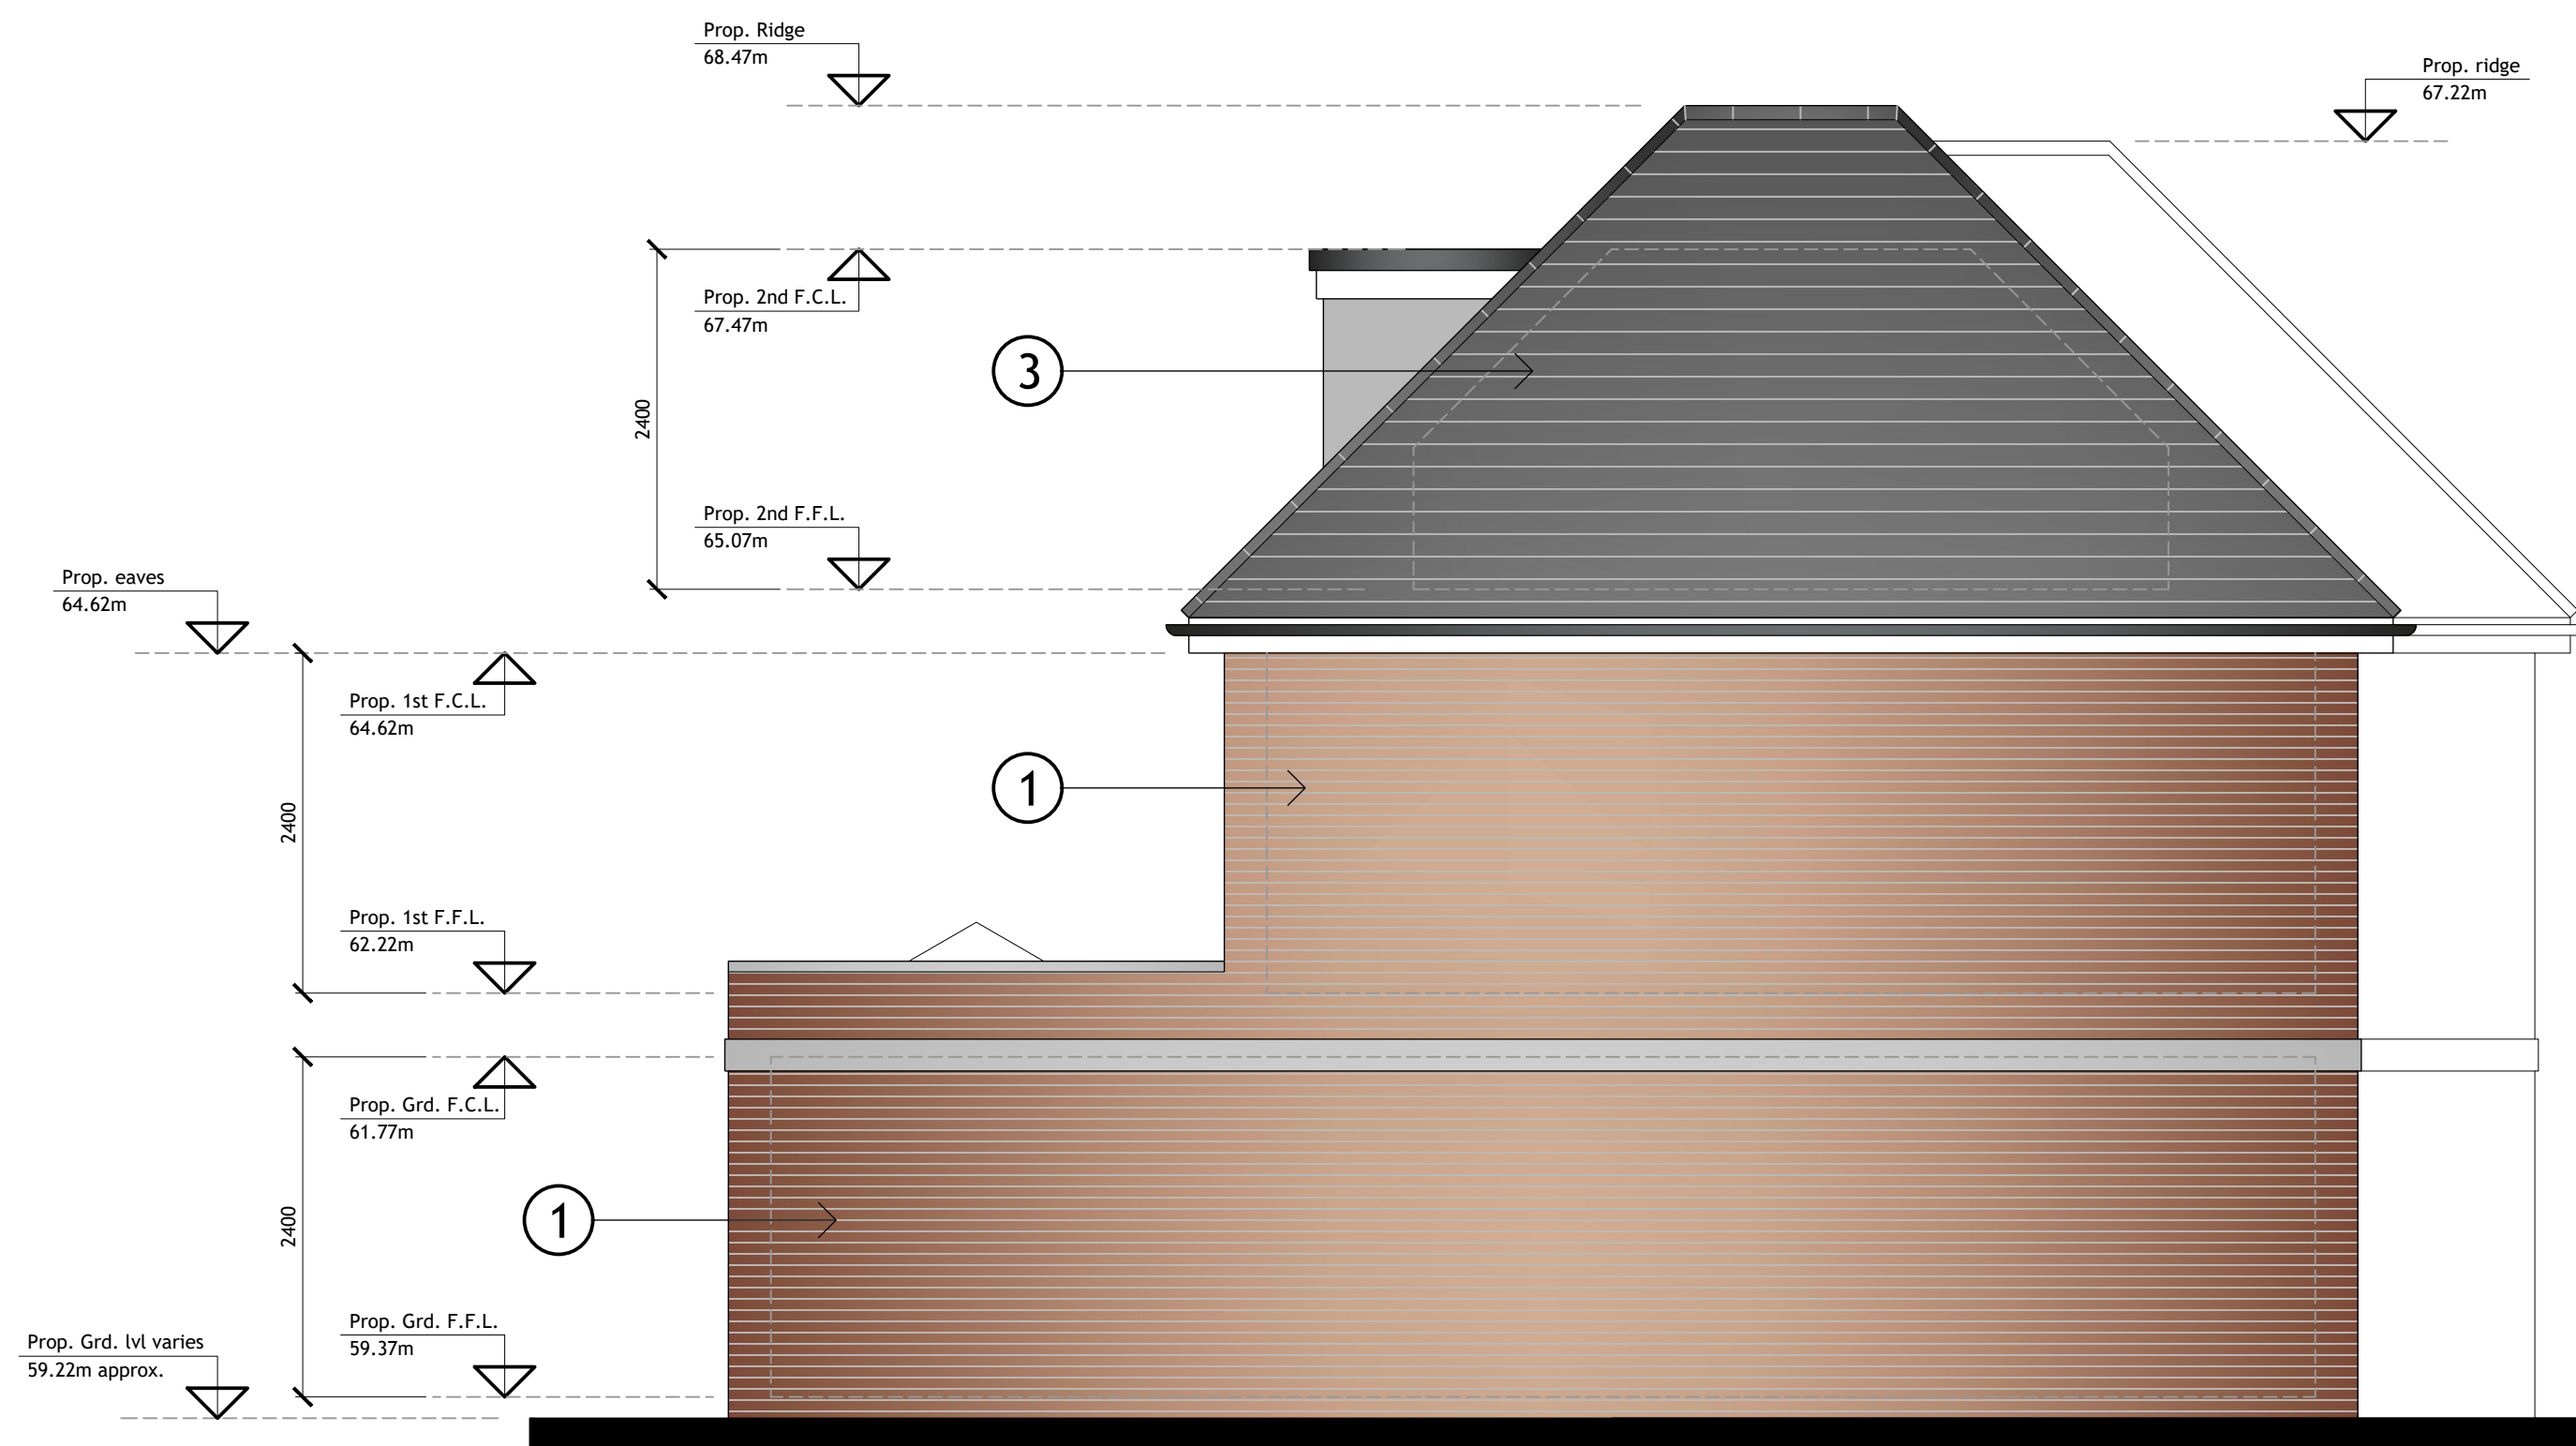 Prop. Ridge
68.47m
Prop. ridge
67.22m
Prop. 2nd F.C.L.
67.47m
3
2400
Prop. 2nd F.F.L.
65.07m
Prop. eaves
64.62m
Prop. 1st F.C.L.
64.62m
1
2400
Prop. 1st F.F.L.
62.22m
Prop. Grd. F.C.L.
61.77m
1
2400
Prop. Grd. F.F.L.
59.37m
Prop. Grd. lvl varies
59.22m approx.